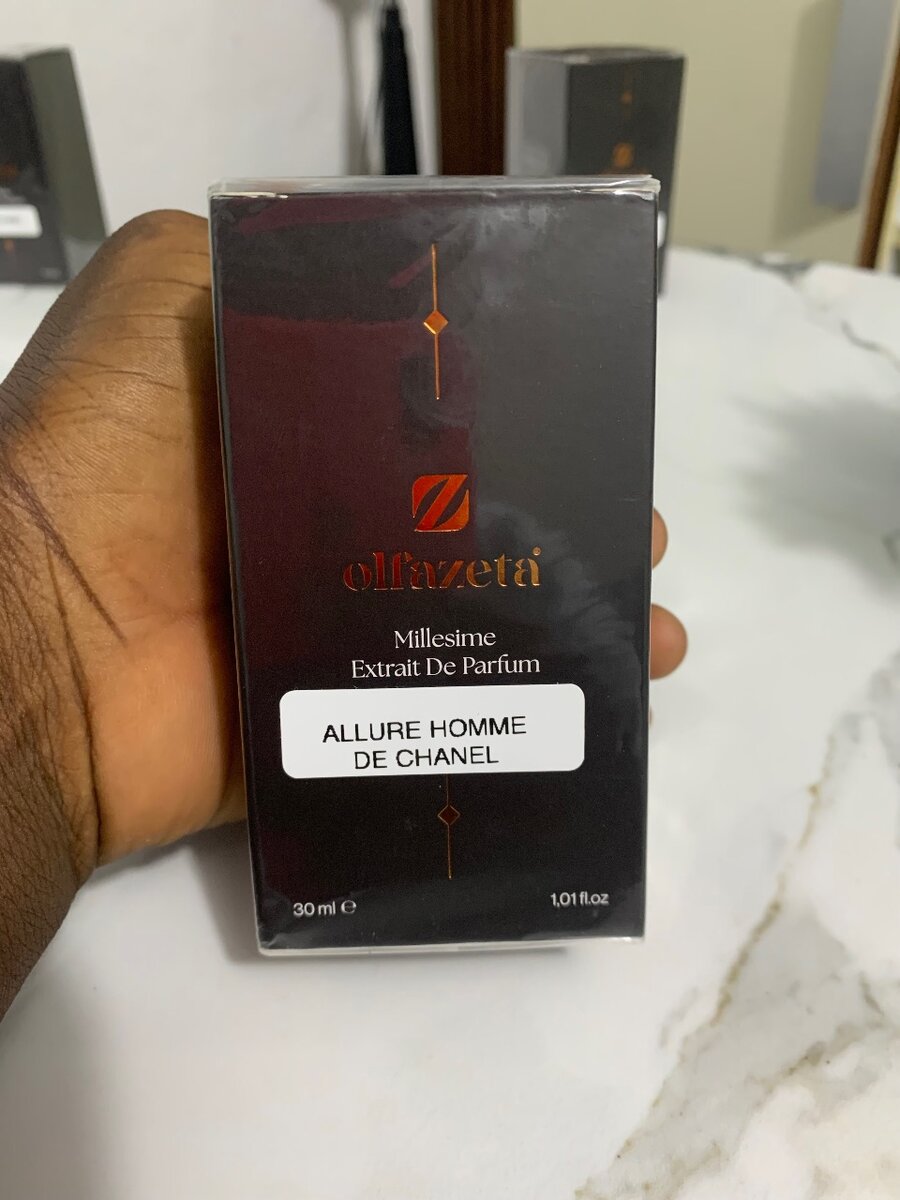 olfazeta
Millesime
Extrait De Parfum
ALLURE HOMME
DE CHANEL
30 ml e
1,01 fl.oz